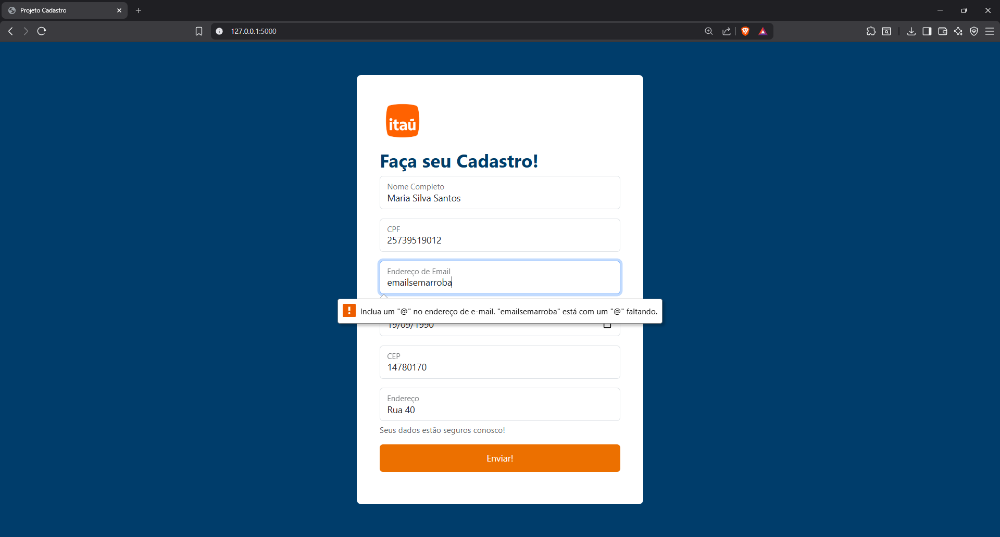 Projeto Cadastro
127.0.0.1:5000
itaú
Faça seu Cadastro!
Nome Completo
Maria Silva Santos
CPF
25739519012
Endereço de Email
emailsemarroba
Inclua um "@" no endereço de e-mail. "emailsemarroba" está com um "@" faltando.
19/09/1990
CEP
14780170
Endereço
Rua 40
Seus dados estão seguros conosco!
Enviar!